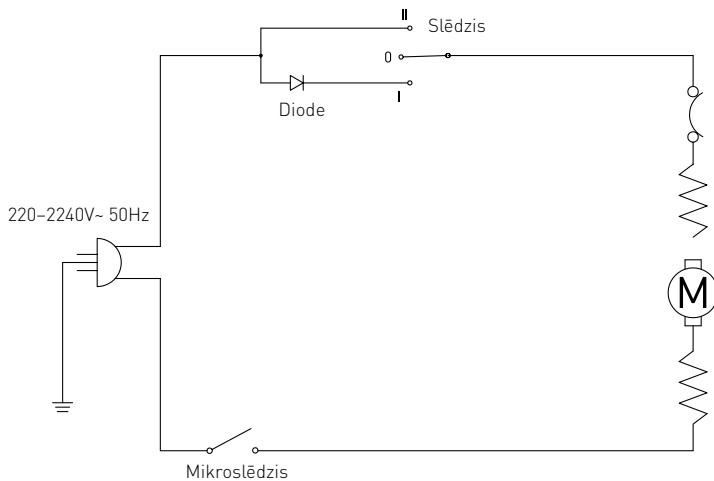 II
Slēdzis
0
I
Diode
220–2240V~ 50Hz
M
Mikroslēdzis